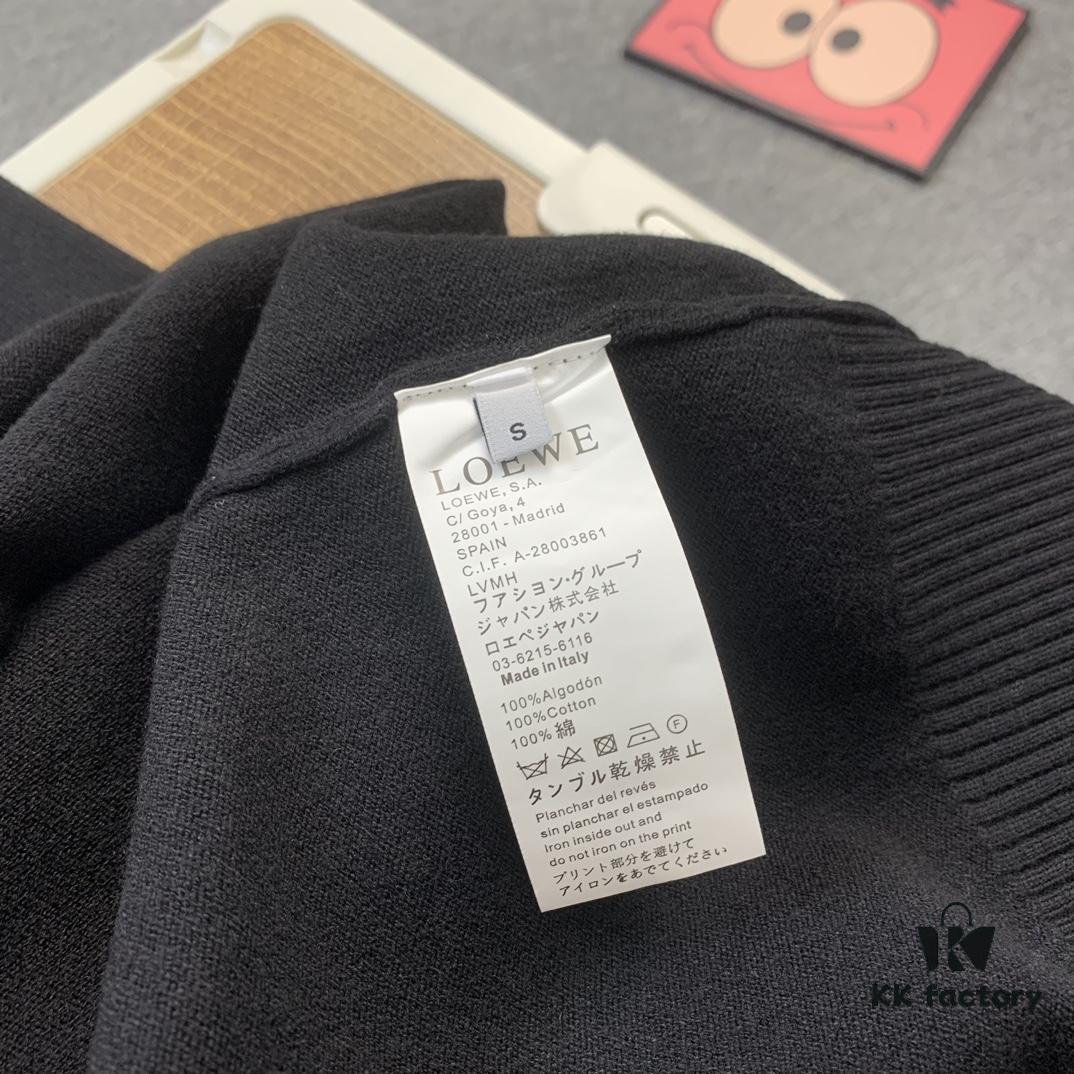 S
LOEWE
LOEWE, S.A.
C/ Goya, 4
28001 - Madrid
SPAIN
C.I.F. A-28003861
LVMH
ファション・グループ
ジャパン株式会社
ロエベジャパン
03-6215-6116
Made in Italy
100%Algodón
100%Cotton
100% 綿
F
タンブル乾燥禁止
Planchar del revés
sin planchar el estampado
Iron inside out and
do not iron on the print
プリント部分を避けて
アイロンをあでてください
KK factory